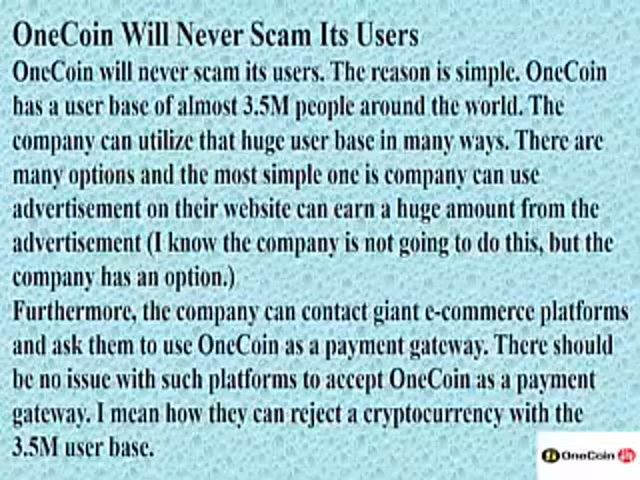 OneCoin Will Never Scam Its Users
OneCoin will never scam its users. The reason is simple. OneCoin
has a user base of almost 3.5M people around the world. The
company can utilize that huge user base in many ways. There are
many options and the most simple one is company can use
advertisement on their website can earn a huge amount from the
advertisement (I know the company is not going to do this, but the
company has an option.)
Furthermore, the company can contact giant e-commerce platforms
and ask them to use OneCoin as a payment gateway. There should
be no issue with such platforms to accept OneCoin as a payment
gateway. I mean how they can reject a cryptocurrency with the
3.5M user base.
OneCoin